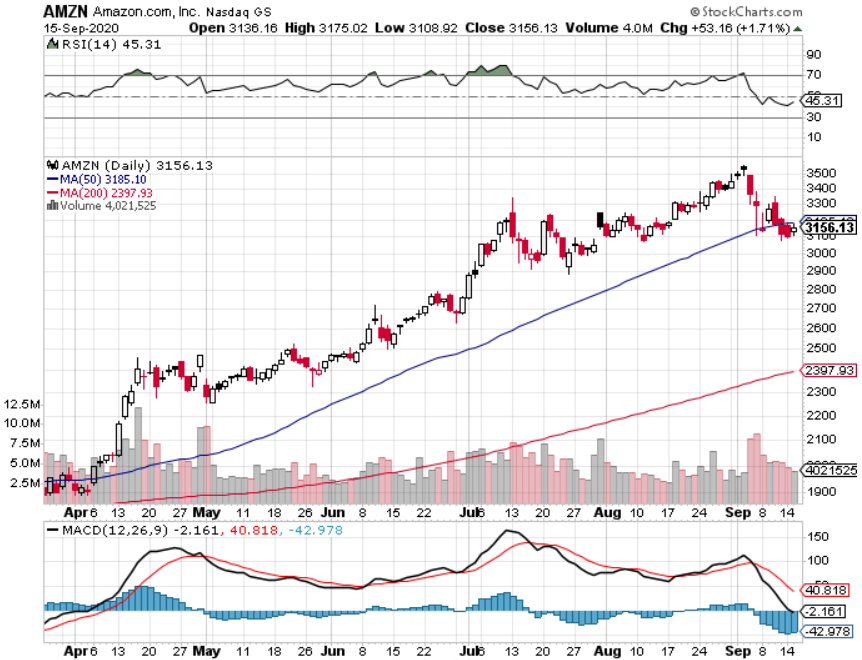 AMZN Amazon.com, Inc. Nasdaq GS
© StockCharts.com
15-Sep-2020
Open 3136.16 High 3175.02 Low 3108.92 Close 3156.13 Volume 4.0M Chg +53.16 (+1.71%)
RSI(14) 45.31
90
70
45.31
30
10
AMZN (Daily) 3156.13
MA(50) 3185.10
MA(200) 2397.93
Volume 4,021,525
3500
3400
3300
3156.13
3000
2900
2800
2700
2600
2500
2397.93
2300
2200
2100
4021525
1900
12.5M
10.0M
7.5M
5.0M
2.5M
Apr 6 13 20 27 May 11 18 26 Jun 8 15 22 Jul 6 13 20 27 Aug 10 17 24 Sep 8 14
MACD(12,26,9) -2.161, 40.818, -42.978
150
100
40.818
-2.161
-42.978
Apr 6 13 20 27 May 11 18 26 Jun 8 15 22 Jul 6 13 20 27 Aug 10 17 24 Sep 8 14